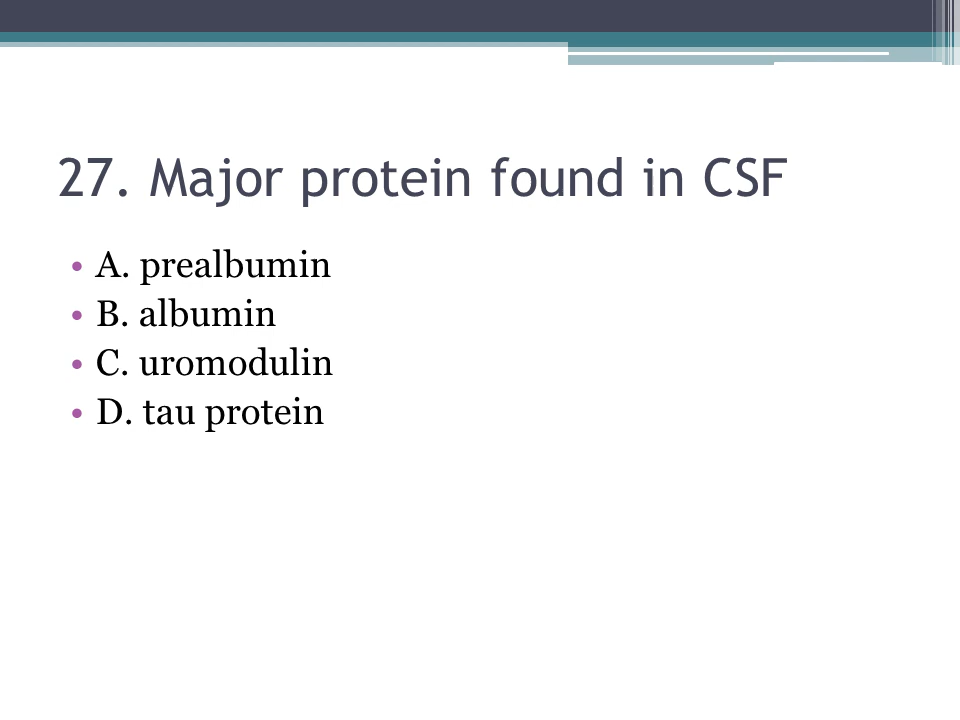 27. Major protein found in CSF
• A. prealbumin
• B. albumin
• C. uromodulin
• D. tau protein